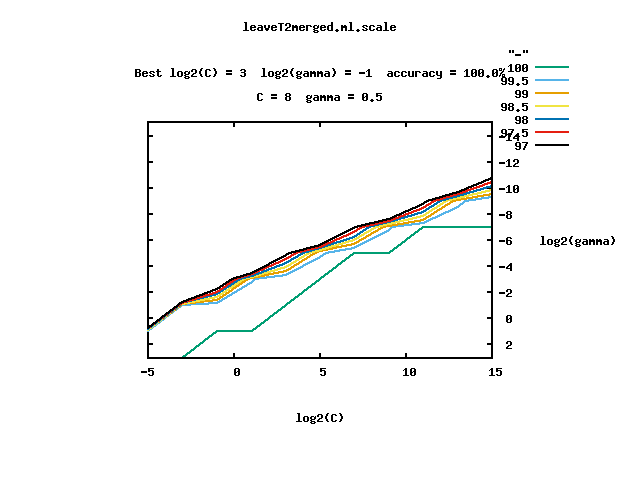 leaveT2merged.ml.scale
"_"
Best log2(C) = 3  log2(gamma) = -1  accuracy = 100.0%
100
99.5
C = 8  gamma = 0.5
99
98.5
98
97.5
-14
97
-12
-10
-8
-6
log2(gamma)
-4
-2
0
2
-5 0 5 10 15
log2(C)